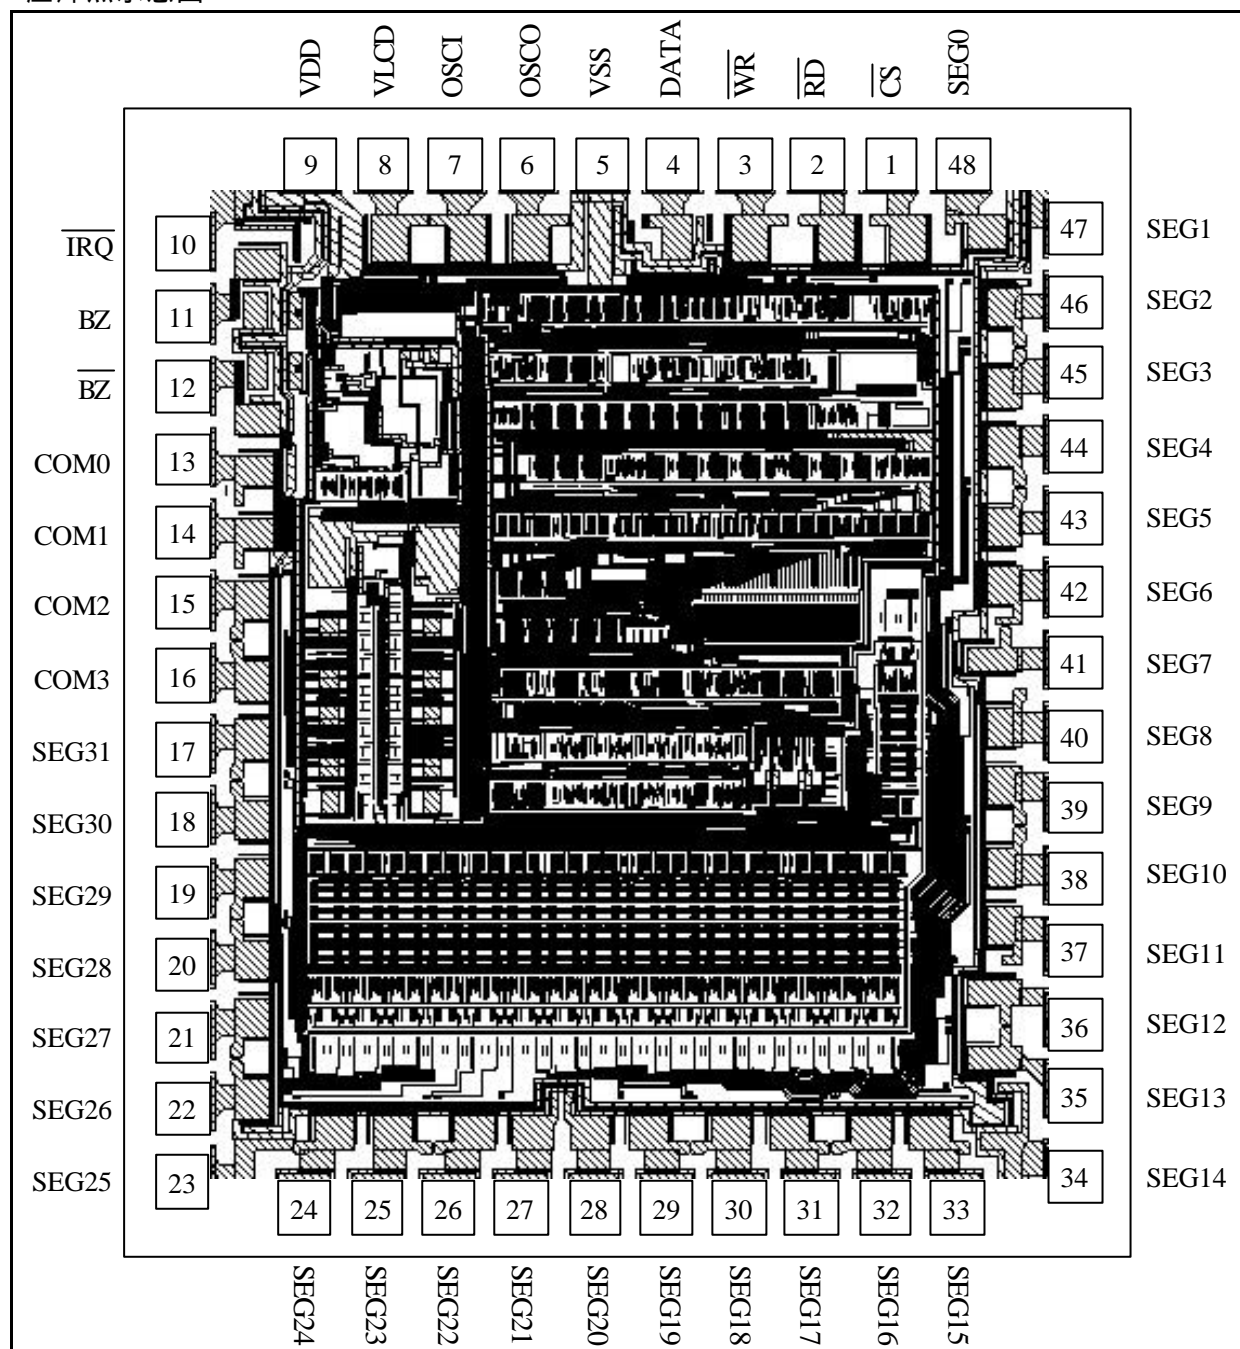 VDD VLCD OSCI OSCO VSS DATA WR RD CS SEG0
9 8 7 6 5 4 3 2 1 48
IRQ 10 47 SEG1
BZ 11 46 SEG2
BZ 12 45 SEG3
COM0 13 44 SEG4
COM1 14 43 SEG5
COM2 15 42 SEG6
COM3 16 41 SEG7
SEG31 17 40 SEG8
SEG30 18 39 SEG9
SEG29 19 38 SEG10
SEG28 20 37 SEG11
SEG27 21 36 SEG12
SEG26 22 35 SEG13
SEG25 23 34 SEG14
24 25 26 27 28 29 30 31 32 33
SEG24 SEG23 SEG22 SEG21 SEG20 SEG19 SEG18 SEG17 SEG16 SEG15